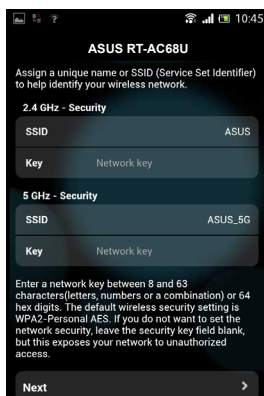 10:45
ASUS RT-AC68U
Assign a unique name or SSID (Service Set Identifier)
to help identify your wireless network.
2.4 GHz - Security
SSID ASUS
Key Network key
5 GHz - Security
SSID ASUS_5G
Key Network key
Enter a network key between 8 and 63
characters(letters, numbers or a combination) or 64
hex digits. The default wireless security setting is
WPA2-Personal AES. If you do not want to set the
network security, leave the security key field blank,
but this exposes your network to unauthorized
access.
Next